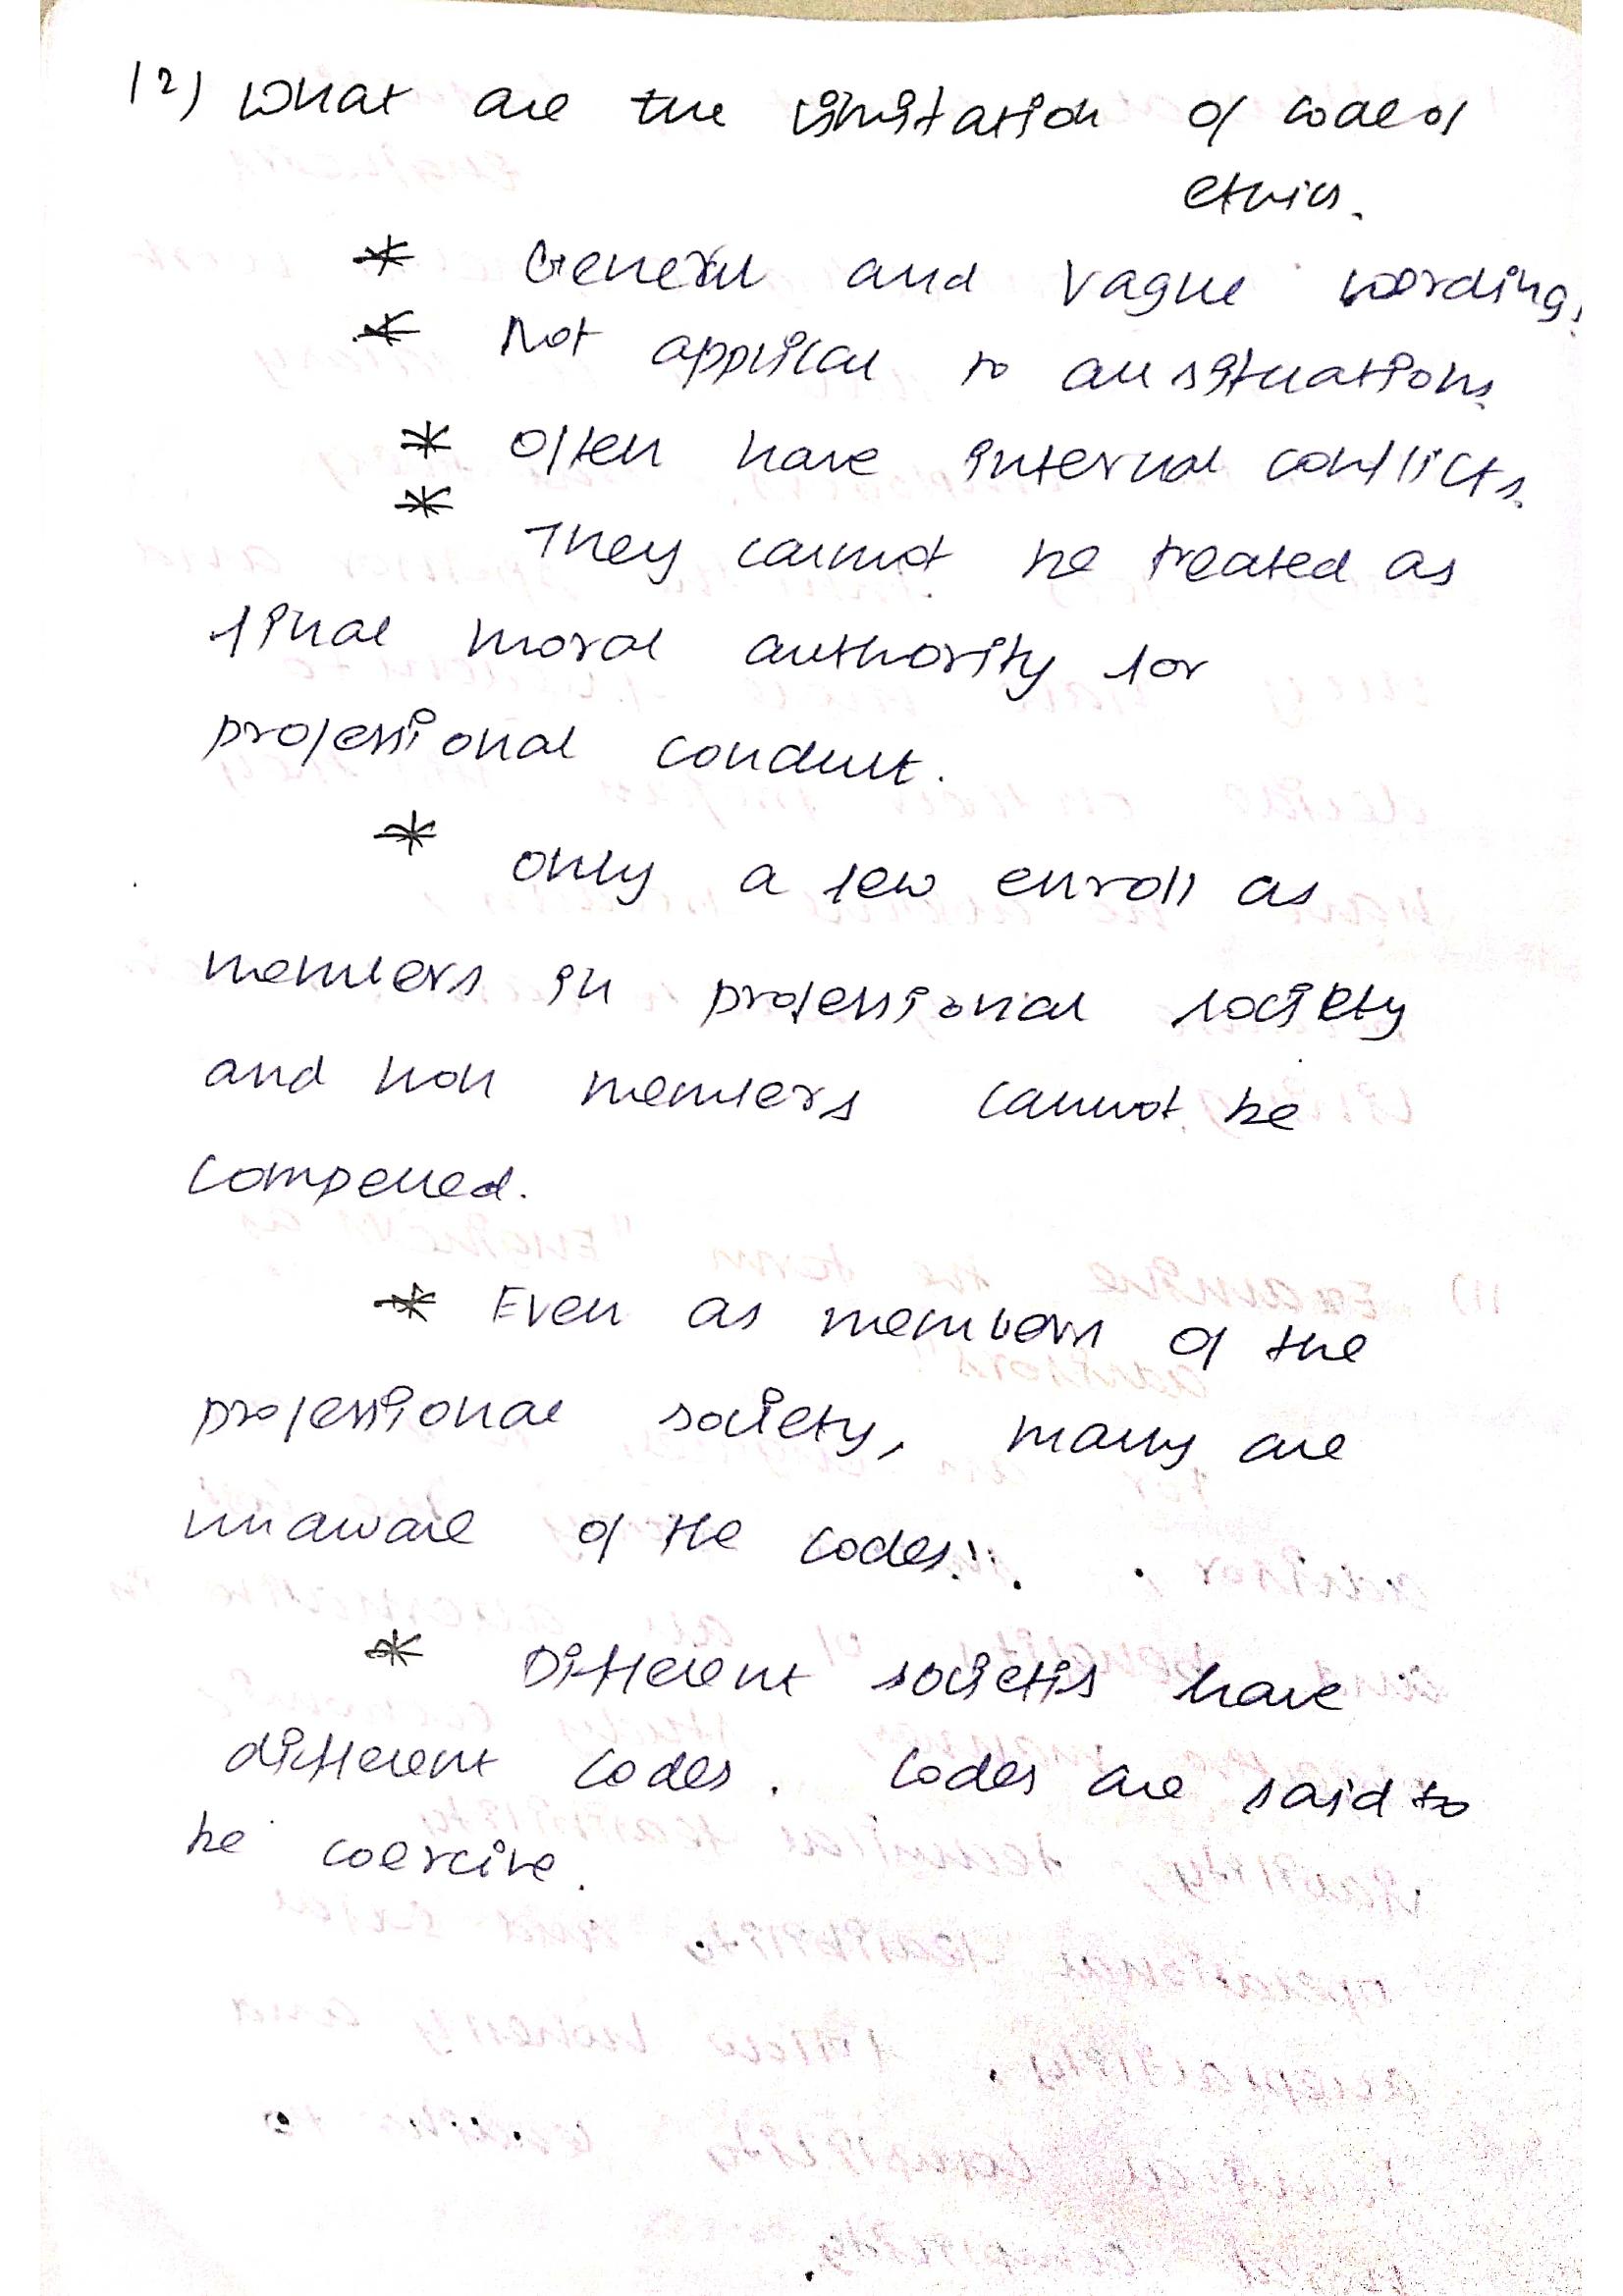 12) What are the limitation of code of
ethics.
* General and vague wording.
* Not applical to all situations.
* Often have internal conflicts.
* They cannot be treated as
final moral authority for
professional conduct.
* only a few enroll as
members in professional society
and non members cannot be
compelled.
* Even as members of the
professional society, many are
unaware of the codes.
* Different societis have
different codes. Codes are said to
be coercive.